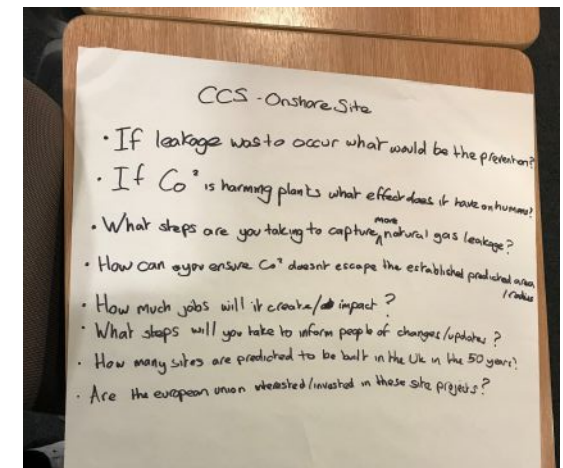 CCS - Onshore Site
· If leakage was to occur what would be the prevention?
· If Co² is harming plants what effect does it have on humans?
· What steps are you taking to capture more natural gas leakage?
· How can you ensure Co² doesnt escape the established predicted area / radius
· How much jobs will it create / impact?
· What steps will you take to inform people of changes/updates?
· How many sites are predicted to be built in the Uk in the 50 years?
· Are the european union interested/invested in these site projects?